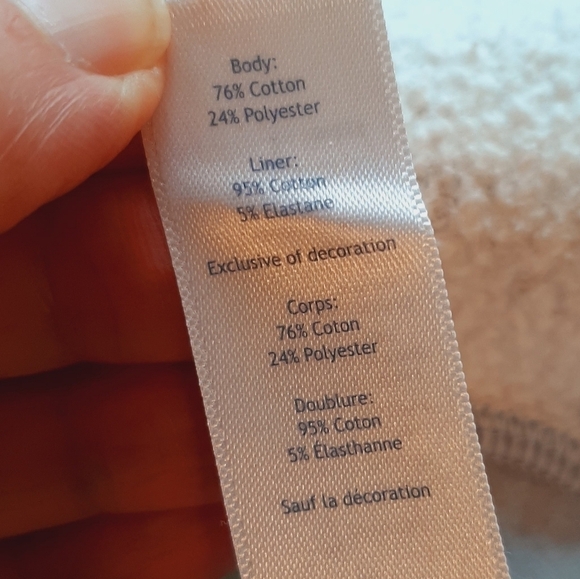 Body:
76% Cotton
24% Polyester
Liner:
95% Cotton
5% Elastane
Exclusive of decoration
Corps:
76% Coton
24% Polyester
Doublure:
95% Coton
5% Élasthanne
Sauf la décoration